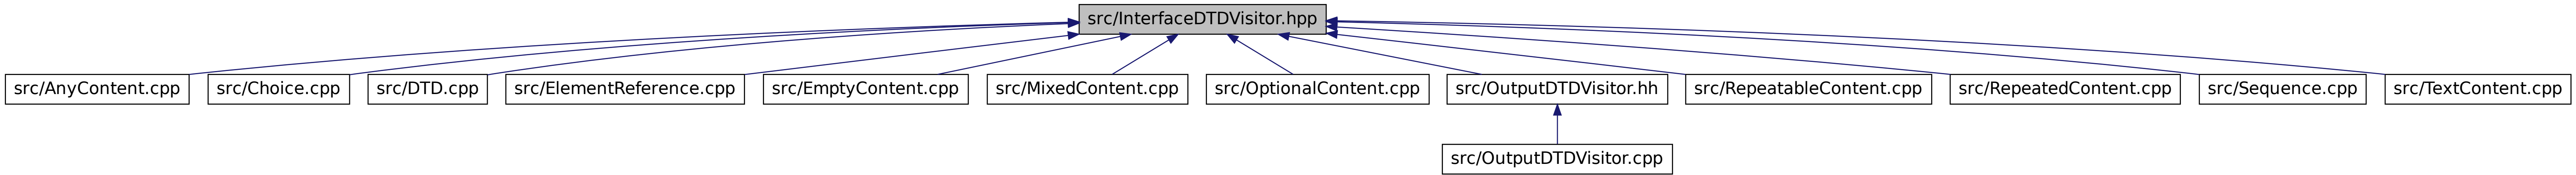 src/InterfaceDTDVisitor.hpp
src/AnyContent.cpp
src/Choice.cpp
src/DTD.cpp
src/ElementReference.cpp
src/EmptyContent.cpp
src/MixedContent.cpp
src/OptionalContent.cpp
src/OutputDTDVisitor.hh
src/RepeatableContent.cpp
src/RepeatedContent.cpp
src/Sequence.cpp
src/TextContent.cpp
src/OutputDTDVisitor.cpp